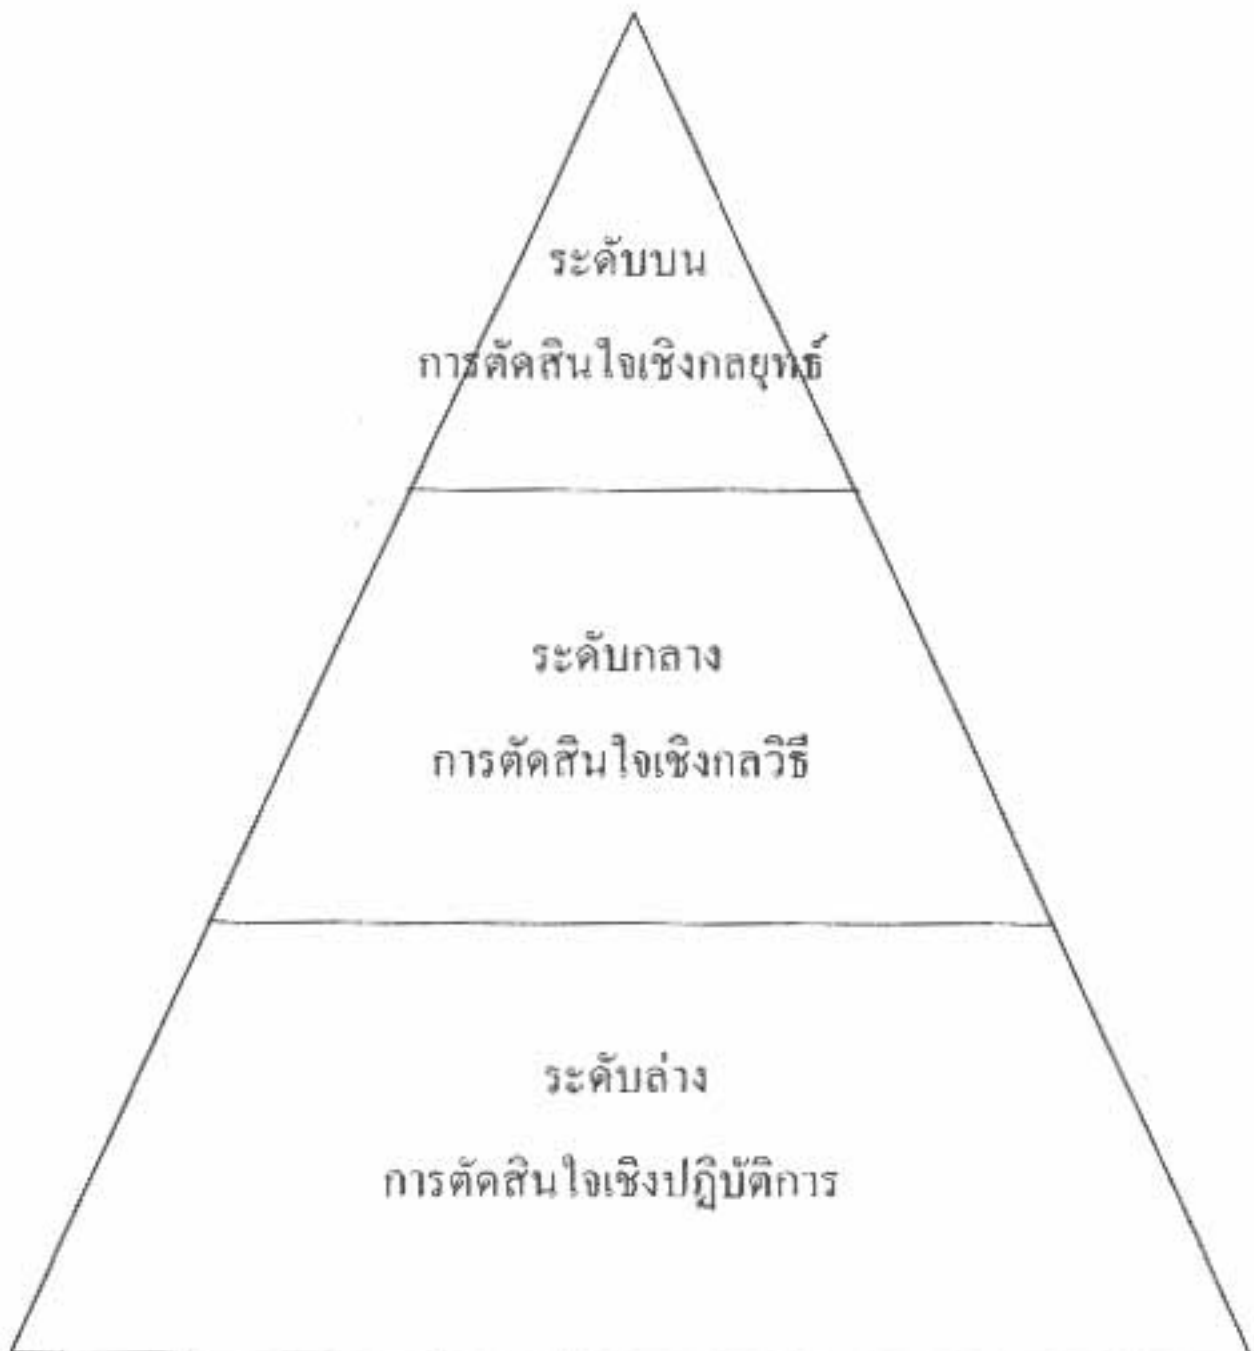 ระดับบน
การตัดสินใจเชิงกลยุทธ์
ระดับกลาง
การตัดสินใจเชิงกลวิธี
ระดับล่าง
การตัดสินใจเชิงปฏิบัติการ